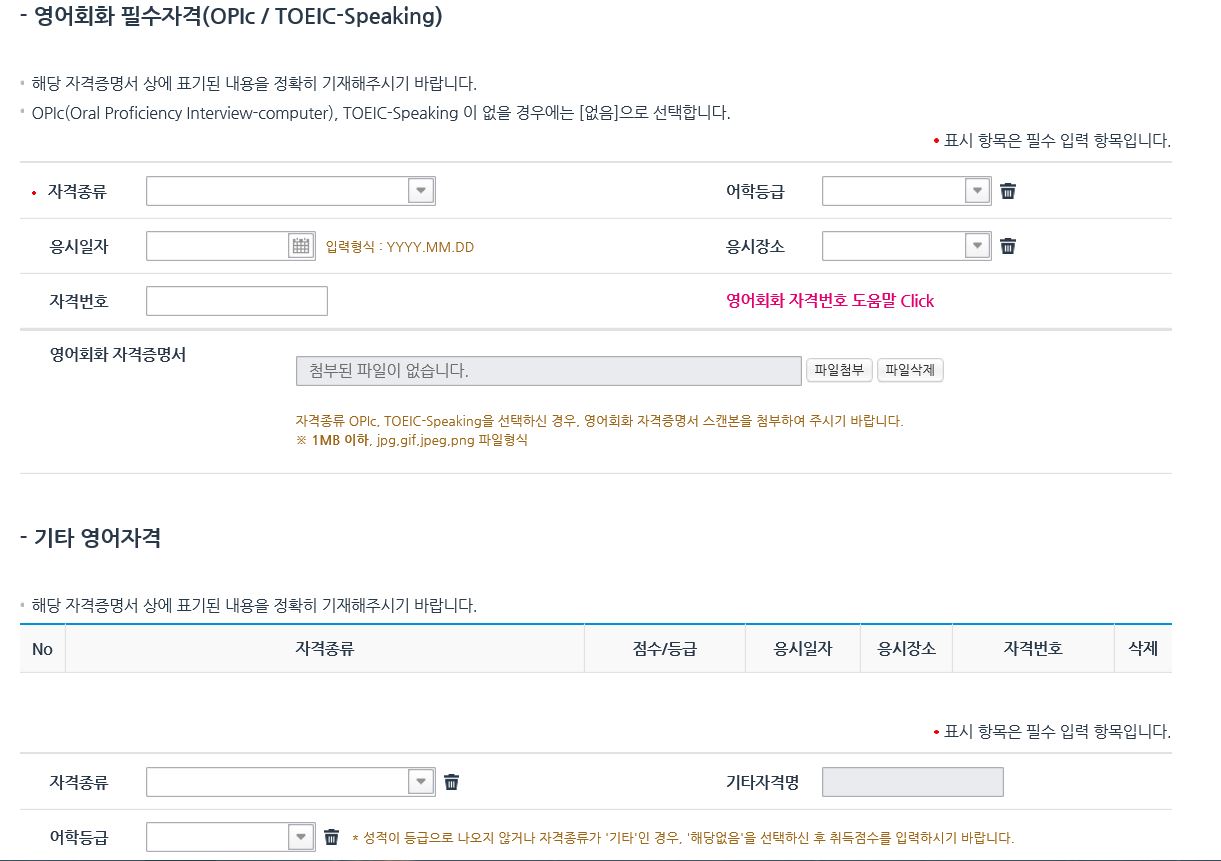 - 영어회화 필수자격(OPIc / TOEIC-Speaking)
해당 자격증명서 상에 표기된 내용을 정확히 기재해주시기 바랍니다.
OPIc(Oral Proficiency Interview-computer), TOEIC-Speaking 이 없을 경우에는 [없음]으로 선택합니다.
• 표시 항목은 필수 입력 항목입니다.
• 자격종류 어학등급
응시일자 입력형식 : YYYY.MM.DD 응시장소
자격번호 영어회화 자격번호 도움말 Click
영어회화 자격증명서
첨부된 파일이 없습니다. 파일첨부 파일삭제
자격종류 OPIc, TOEIC-Speaking을 선택하신 경우, 영어회화 자격증명서 스캔본을 첨부하여 주시기 바랍니다.
※ 1MB 이하, jpg,gif,jpeg,png 파일형식
- 기타 영어자격
해당 자격증명서 상에 표기된 내용을 정확히 기재해주시기 바랍니다.
No 자격종류 점수/등급 응시일자 응시장소 자격번호 삭제
• 표시 항목은 필수 입력 항목입니다.
자격종류 기타자격명
어학등급 * 성적이 등급으로 나오지 않거나 자격종류가 '기타'인 경우, '해당없음'을 선택하신 후 취득점수를 입력하시기 바랍니다.